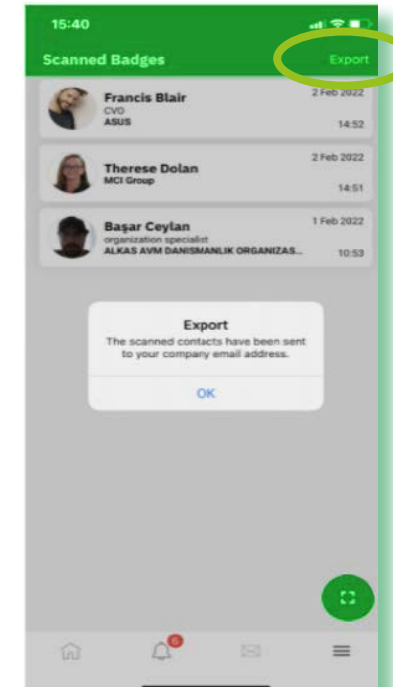 15:40
Scanned Badges
Export
Francis Blair
2 Feb 2022
CVO
ASUS
14:52
Therese Dolan
2 Feb 2022
MCI Group
14:51
Başar Ceylan
1 Feb 2022
organization specialist
ALKAS AVM DANISMANLIK ORGANIZAS...
10:53
Export
The scanned contacts have been sent
to your company email address.
OK
6